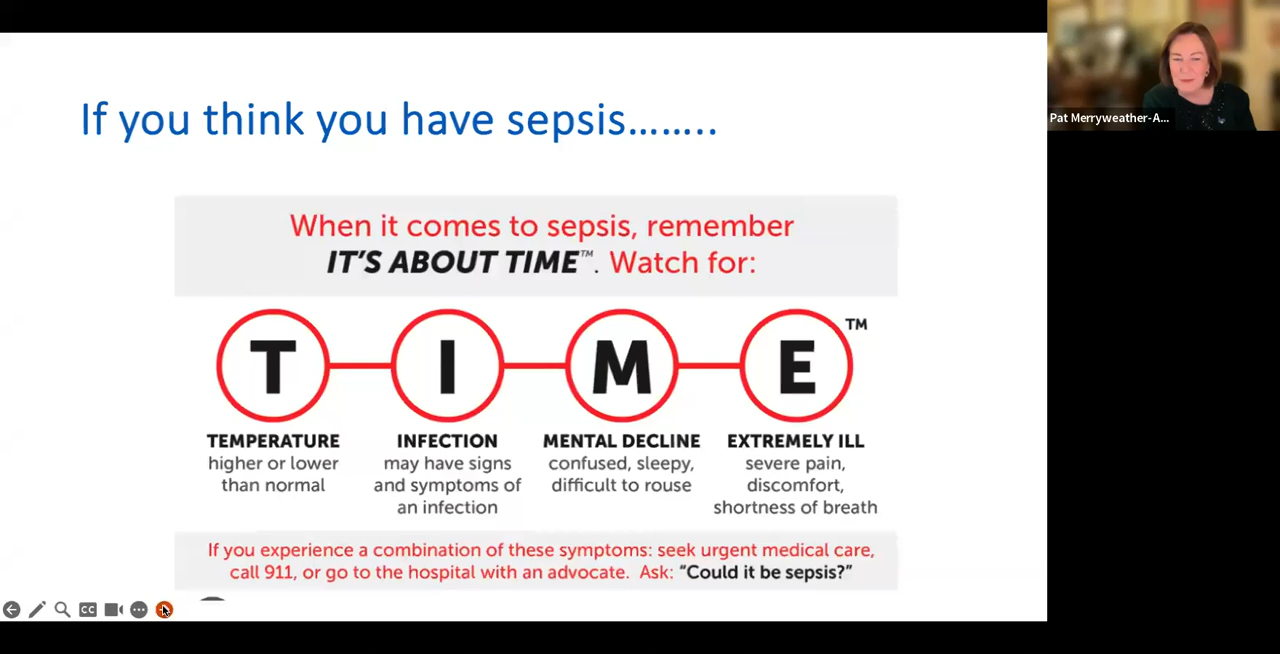 If you think you have sepsis……..
When it comes to sepsis, remember
IT'S ABOUT TIME™. Watch for:
T I M E ™
TEMPERATURE
higher or lower
than normal
INFECTION
may have signs
and symptoms of
an infection
MENTAL DECLINE
confused, sleepy,
difficult to rouse
EXTREMELY ILL
severe pain,
discomfort,
shortness of breath
If you experience a combination of these symptoms: seek urgent medical care,
call 911, or go to the hospital with an advocate. Ask: "Could it be sepsis?"
CC
Pat Merryweather-A...